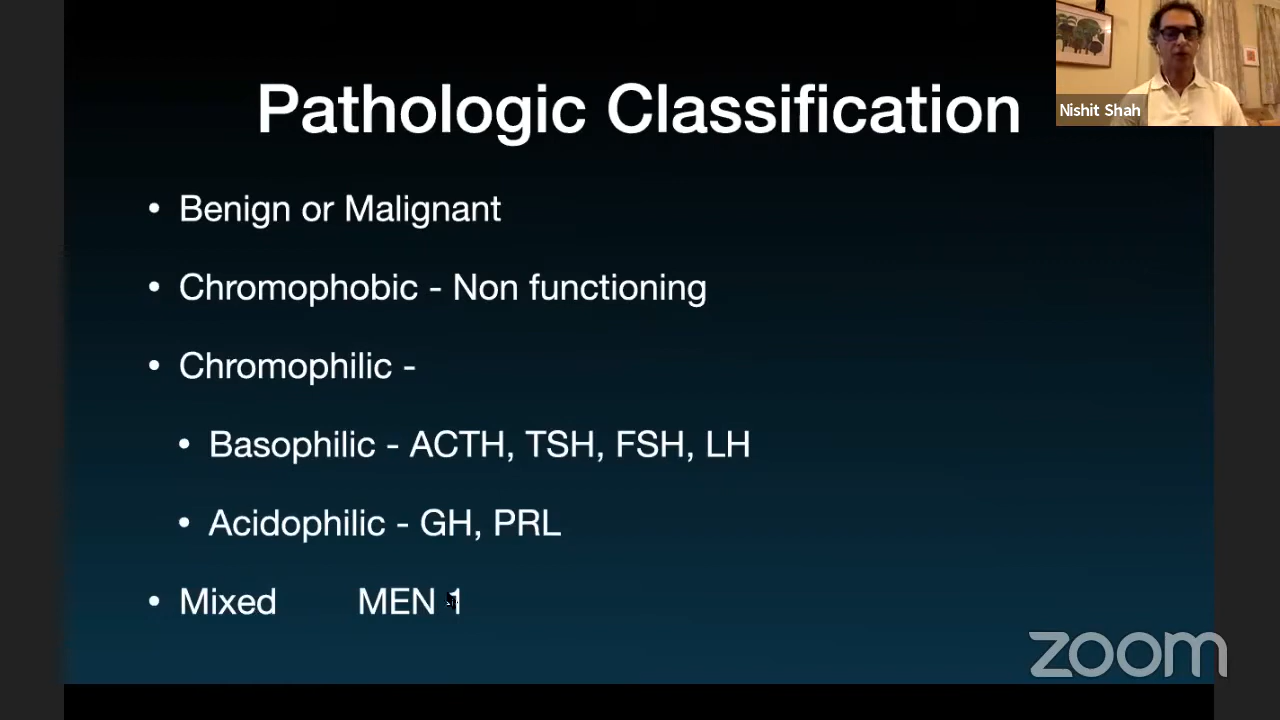 Pathologic Classification
Nishit Shah
• Benign or Malignant
• Chromophobic - Non functioning
• Chromophilic -
• Basophilic - ACTH, TSH, FSH, LH
• Acidophilic - GH, PRL
• Mixed MEN 1
zoom